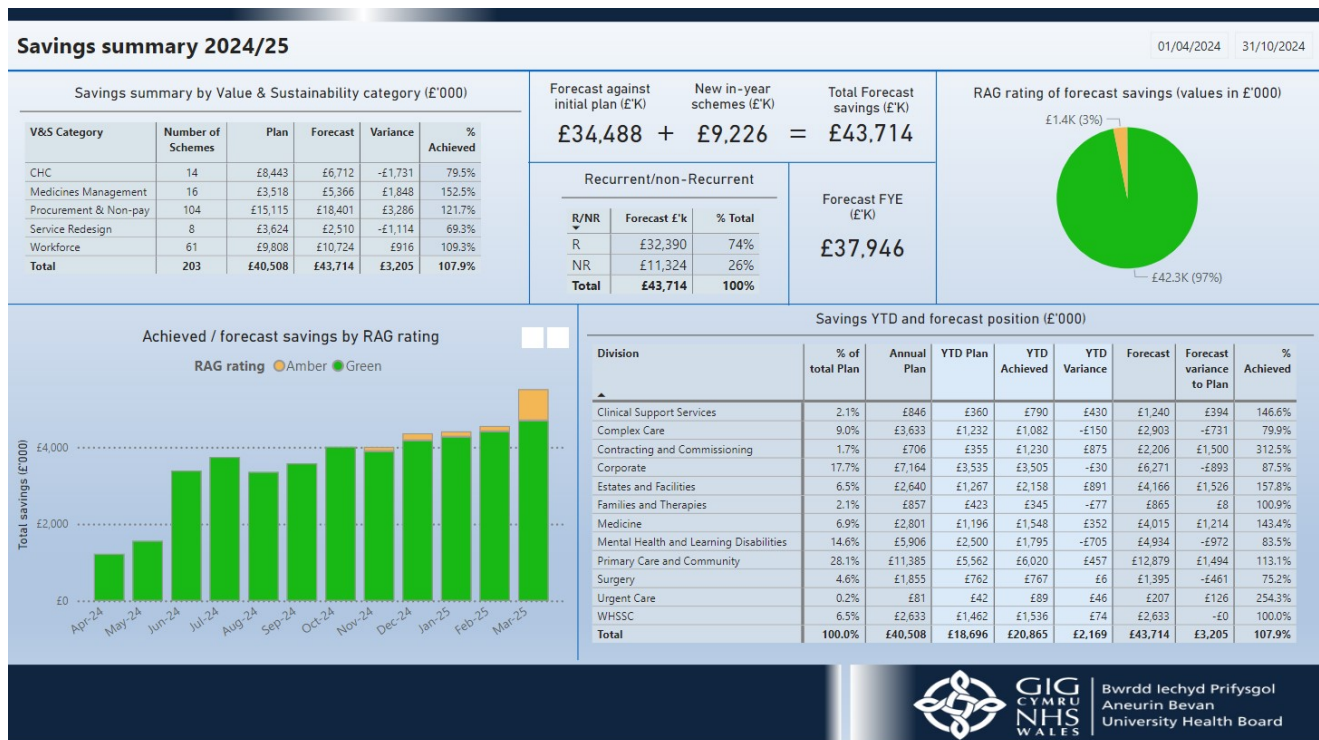 Savings summary 2024/25
01/04/2024 31/10/2024
Savings summary by Value & Sustainability category (£'000)
V&S Category Number of Schemes Plan Forecast Variance % Achieved
CHC 14 £8,443 £6,712 -£1,731 79.5%
Medicines Management 16 £3,518 £5,366 £1,848 152.5%
Procurement & Non-pay 104 £15,115 £18,401 £3,286 121.7%
Service Redesign 8 £3,624 £2,510 -£1,114 69.3%
Workforce 61 £9,808 £10,724 £916 109.3%
Total 203 £40,508 £43,714 £3,205 107.9%
Forecast against initial plan (£'K) New in-year schemes (£'K) Total Forecast savings (£'K)
£34,488 + £9,226 = £43,714
Recurrent/non-Recurrent
R/NR Forecast £'k % Total
R £32,390 74%
NR £11,324 26%
Total £43,714 100%
Forecast FYE
(£'K)
£37,946
RAG rating of forecast savings (values in £'000)
£1.4K (3%)
£42.3K (97%)
Achieved / forecast savings by RAG rating
RAG rating Amber Green
Total savings (£'000)
£4,000
£2,000
£0
Apr-24 May-24 Jun-24 Jul-24 Aug-24 Sep-24 Oct-24 Nov-24 Dec-24 Jan-25 Feb-25 Mar-25
Savings YTD and forecast position (£'000)
Division % of total Plan Annual Plan YTD Plan YTD Achieved YTD Variance Forecast Forecast variance to Plan % Achieved
Clinical Support Services 2.1% £846 £360 £790 £430 £1,240 £394 146.6%
Complex Care 9.0% £3,633 £1,232 £1,082 -£150 £2,903 -£731 79.9%
Contracting and Commissioning 1.7% £706 £355 £1,230 £875 £2,206 £1,500 312.5%
Corporate 17.7% £7,164 £3,535 £3,505 -£30 £6,271 -£893 87.5%
Estates and Facilities 6.5% £2,640 £1,267 £2,158 £891 £4,166 £1,526 157.8%
Families and Therapies 2.1% £857 £423 £345 -£77 £865 £8 100.9%
Medicine 6.9% £2,801 £1,196 £1,548 £352 £4,015 £1,214 143.4%
Mental Health and Learning Disabilities 14.6% £5,906 £2,500 £1,795 -£705 £4,934 -£972 83.5%
Primary Care and Community 28.1% £11,385 £5,562 £6,020 £457 £12,879 £1,494 113.1%
Surgery 4.6% £1,855 £762 £767 £6 £1,395 -£461 75.2%
Urgent Care 0.2% £81 £42 £89 £46 £207 £126 254.3%
WHSSC 6.5% £2,633 £1,462 £1,536 £74 £2,633 -£0 100.0%
Total 100.0% £40,508 £18,696 £20,865 £2,169 £43,714 £3,205 107.9%
GIG
CYMRU
NHS
WALES
Bwrdd Iechyd Prifysgol
Aneurin Bevan
University Health Board